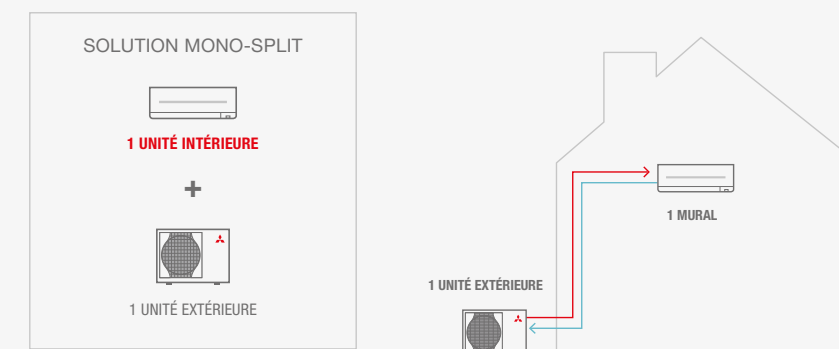 SOLUTION MONO-SPLIT
1 UNITÉ INTÉRIEURE
+
1 UNITÉ EXTÉRIEURE
1 MURAL
1 UNITÉ EXTÉRIEURE